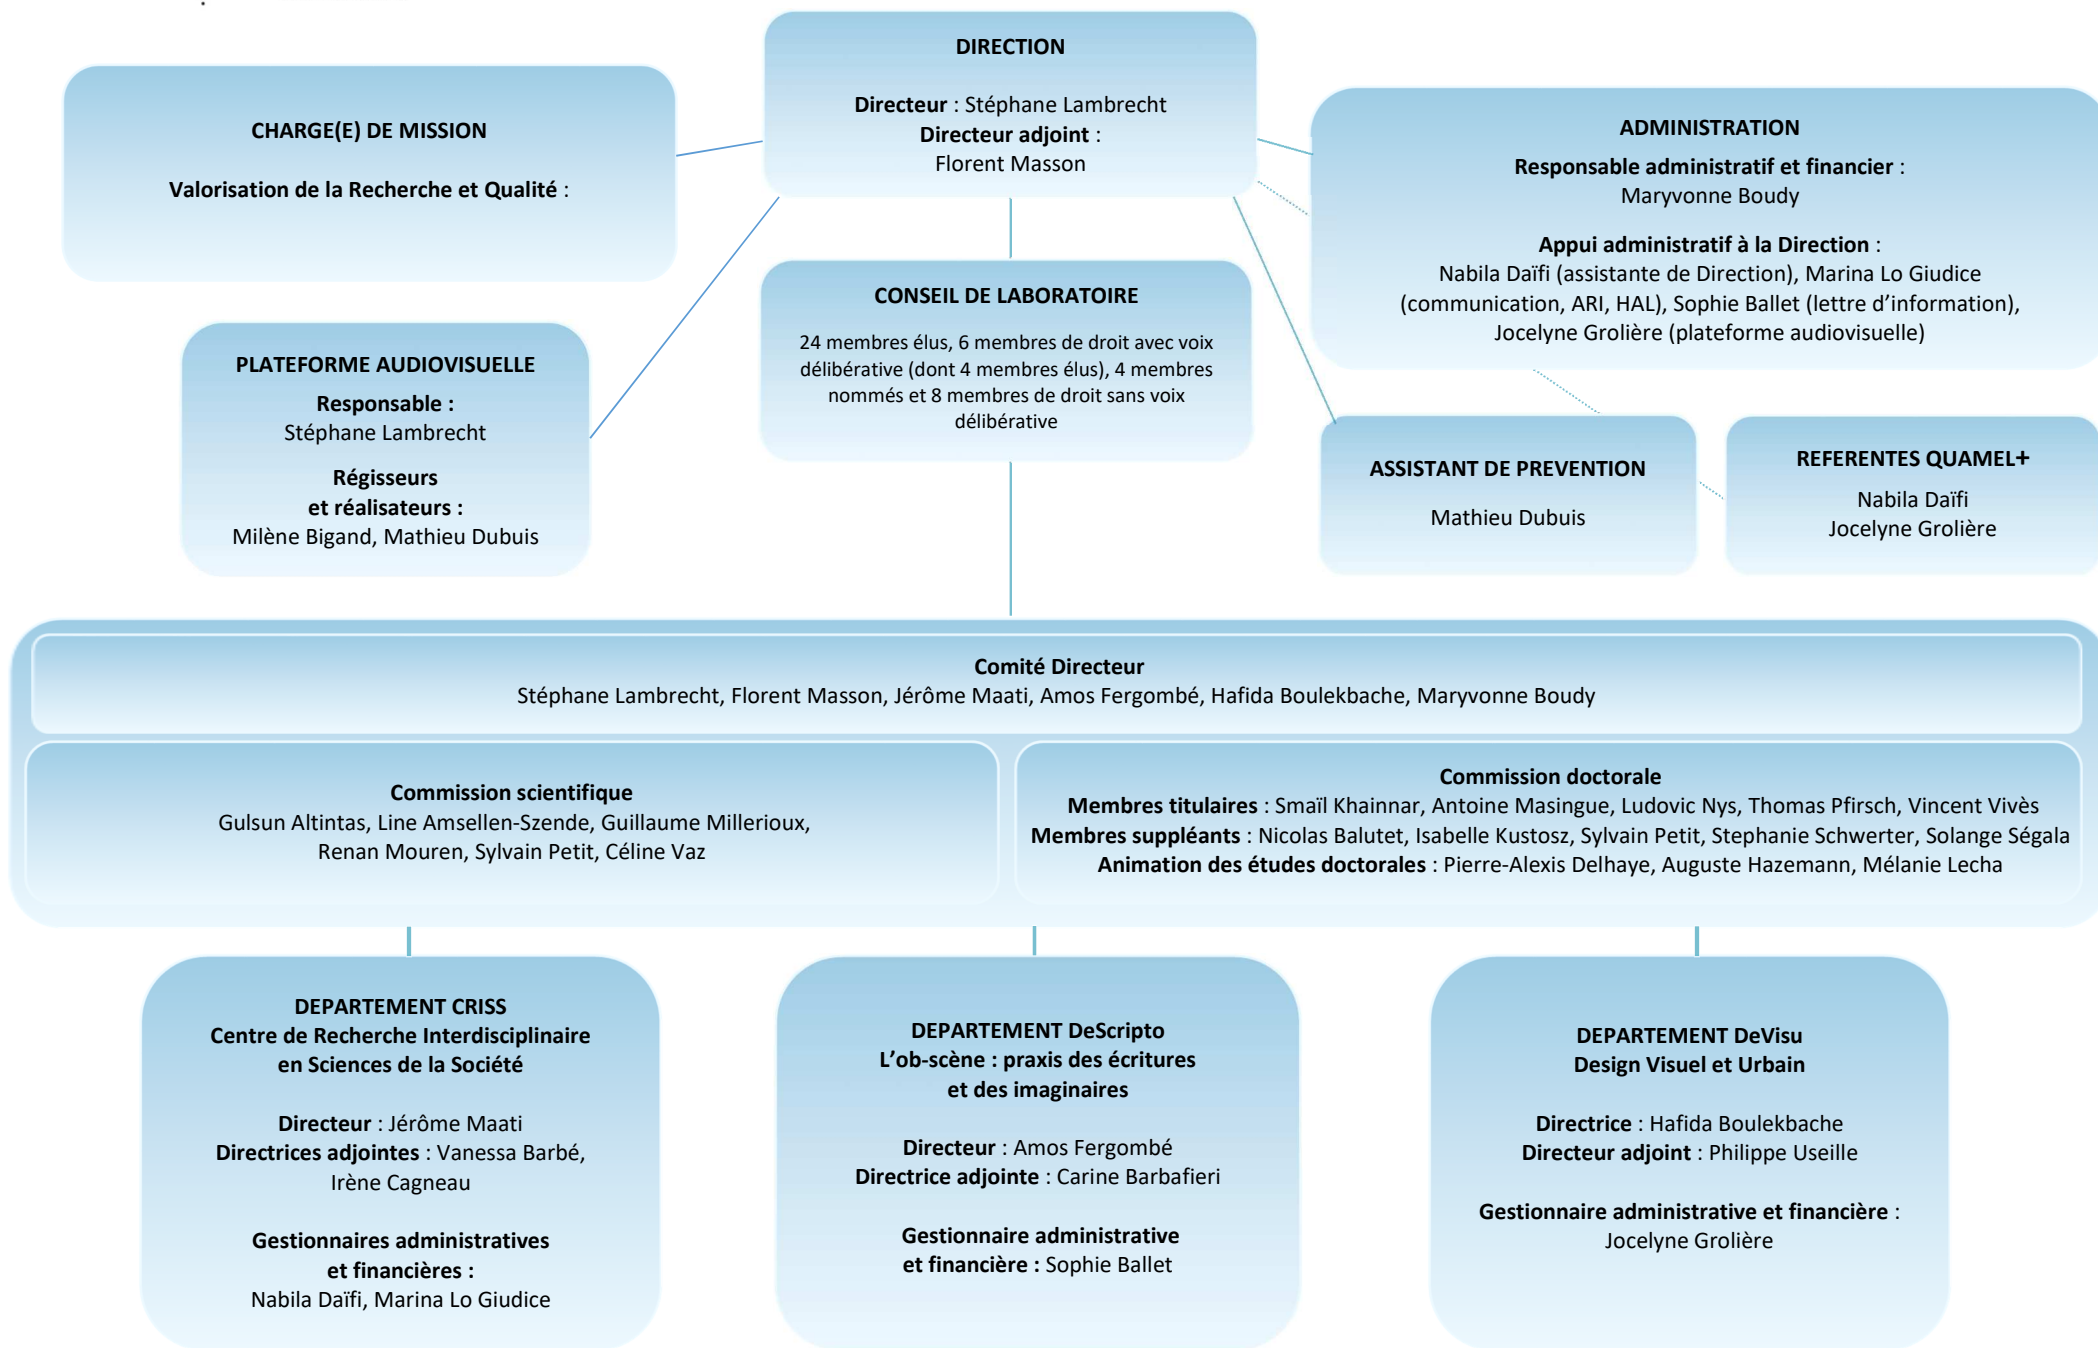 DIRECTION
Directeur : Stéphane Lambrecht
Directeur adjoint :
Florent Masson
CHARGE(E) DE MISSION
Valorisation de la Recherche et Qualité :
ADMINISTRATION
Responsable administratif et financier :
Maryvonne Boudy
Appui administratif à la Direction :
Nabila Daïfi (assistante de Direction), Marina Lo Giudice
(communication, ARI, HAL), Sophie Ballet (lettre d’information),
Jocelyne Grolière (plateforme audiovisuelle)
CONSEIL DE LABORATOIRE
24 membres élus, 6 membres de droit avec voix
délibérative (dont 4 membres élus), 4 membres
nommés et 8 membres de droit sans voix
délibérative
PLATEFORME AUDIOVISUELLE
Responsable :
Stéphane Lambrecht
Régisseurs
et réalisateurs :
Milène Bigand, Mathieu Dubuis
ASSISTANT DE PREVENTION
Mathieu Dubuis
REFERENTES QUAMEL+
Nabila Daïfi
Jocelyne Grolière
Comité Directeur
Stéphane Lambrecht, Florent Masson, Jérôme Maati, Amos Fergombé, Hafida Boulekbache, Maryvonne Boudy
Commission scientifique
Gulsun Altintas, Line Amsellen-Szende, Guillaume Millerioux,
Renan Mouren, Sylvain Petit, Céline Vaz
Commission doctorale
Membres titulaires : Smaïl Khainnar, Antoine Masingue, Ludovic Nys, Thomas Pfirsch, Vincent Vivès
Membres suppléants : Nicolas Balutet, Isabelle Kustosz, Sylvain Petit, Stephanie Schwerter, Solange Ségala
Animation des études doctorales : Pierre-Alexis Delhaye, Auguste Hazemann, Mélanie Lecha
DEPARTEMENT CRISS
Centre de Recherche Interdisciplinaire
en Sciences de la Société
Directeur : Jérôme Maati
Directrices adjointes : Vanessa Barbé,
Irène Cagneau
Gestionnaires administratives
et financières :
Nabila Daïfi, Marina Lo Giudice
DEPARTEMENT DeScripto
L’ob-scène : praxis des écritures
et des imaginaires
Directeur : Amos Fergombé
Directrice adjointe : Carine Barbafieri
Gestionnaire administrative
et financière : Sophie Ballet
DEPARTEMENT DeVisu
Design Visuel et Urbain
Directrice : Hafida Boulekbache
Directeur adjoint : Philippe Useille
Gestionnaire administrative et financière :
Jocelyne Grolière